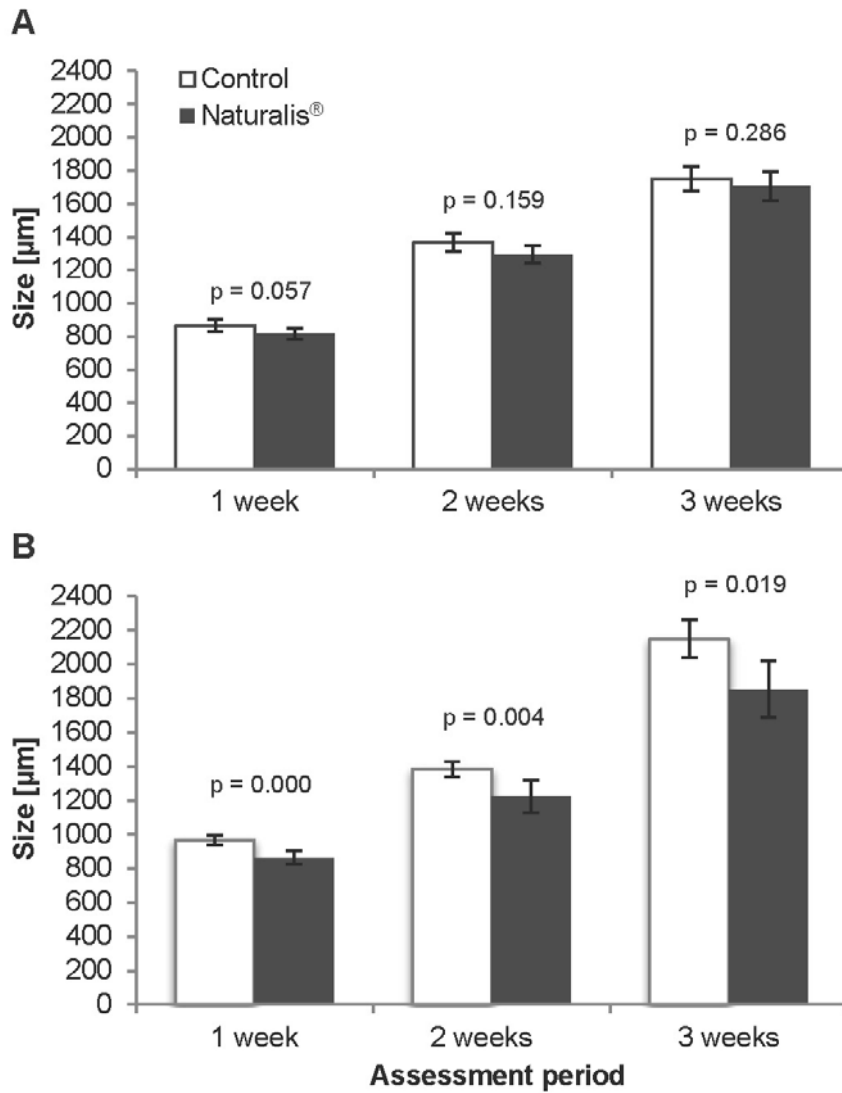 A
2400
2200
2000
1800
1600
1400
1200
1000
800
600
400
200
0
Size [µm]
Control
Naturalis®
p = 0.057
p = 0.159
p = 0.286
1 week
2 weeks
3 weeks
B
2400
2200
2000
1800
1600
1400
1200
1000
800
600
400
200
0
Size [µm]
p = 0.000
p = 0.004
p = 0.019
1 week
2 weeks
3 weeks
Assessment period